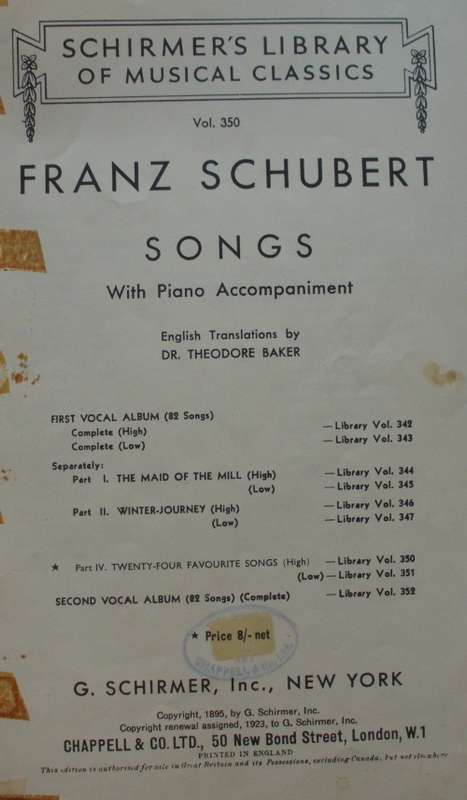 SCHIRMER'S LIBRARY
OF MUSICAL CLASSICS
Vol. 350
FRANZ SCHUBERT
SONGS
With Piano Accompaniment
English Translations by
DR. THEODORE BAKER
FIRST VOCAL ALBUM (82 Songs)
Complete (High) — Library Vol. 342
Complete (Low) — Library Vol. 343
Separately:
Part I. THE MAID OF THE MILL (High) — Library Vol. 344
(Low) — Library Vol. 345
Part II. WINTER-JOURNEY (High) — Library Vol. 346
(Low) — Library Vol. 347
★ Part IV. TWENTY-FOUR FAVOURITE SONGS (High) — Library Vol. 350
(Low) — Library Vol. 351
SECOND VOCAL ALBUM (82 Songs) (Complete) — Library Vol. 352
★ Price 8/- net
CHAPPELL &
G. SCHIRMER, Inc., NEW YORK
Copyright, 1895, by G. Schirmer, Inc.
Copyright renewal assigned, 1923, to G. Schirmer, Inc.
CHAPPELL & CO. LTD., 50 New Bond Street, London, W.1
PRINTED IN ENGLAND
This edition is authorised for sale in Great Britain and its Possessions, excluding Canada, but not elsewhere